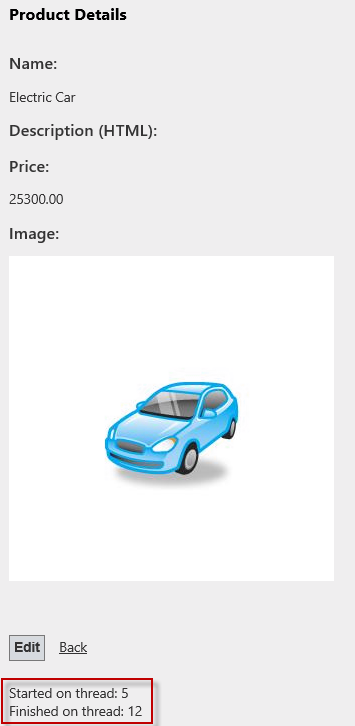 Product Details
Name:
Electric Car
Description (HTML):
Price:
25300.00
Image:
Edit Back
Started on thread: 5
Finished on thread: 12